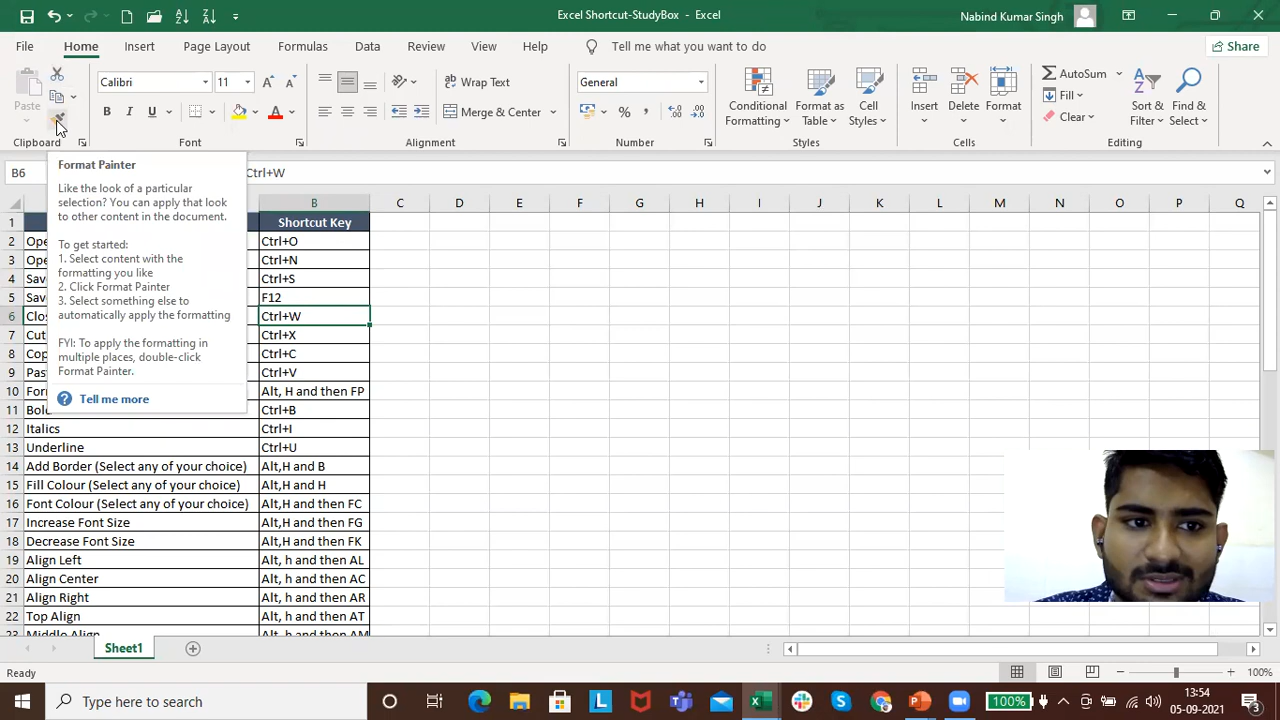 Excel Shortcut-StudyBox - Excel
Nabind Kumar Singh
File Home Insert Page Layout Formulas Data Review View Help Tell me what you want to do Share
Paste
Clipboard
Calibri 11
B I U
A A
Font
Wrap Text
Merge & Center
Alignment
General
%
Number
Conditional Formatting
Format as Table
Cell Styles
Styles
Insert
Delete
Format
Cells
AutoSum
Fill
Clear
Sort & Filter
Find & Select
Editing
B6 Ctrl+W
Format Painter
Like the look of a particular
selection? You can apply that look
to other content in the document.
To get started:
1. Select content with the
formatting you like
2. Click Format Painter
3. Select something else to
automatically apply the formatting
FYI: To apply the formatting in
multiple places, double-click
Format Painter.
Tell me more
B C D E F G H I J K L M N O P Q
1 Shortcut Key
2 Ctrl+O
3 Ctrl+N
4 Ctrl+S
5 F12
6 Ctrl+W
7 Cut Ctrl+X
8 Ctrl+C
9 Ctrl+V
10 Alt, H and then FP
11 Bold Ctrl+B
12 Italics Ctrl+I
13 Underline Ctrl+U
14 Add Border (Select any of your choice) Alt,H and B
15 Fill Colour (Select any of your choice) Alt,H and H
16 Font Colour (Select any of your choice) Alt,H and then FC
17 Increase Font Size Alt,H and then FG
18 Decrease Font Size Alt,H and then FK
19 Align Left Alt, h and then AL
20 Align Center Alt, h and then AC
21 Align Right Alt, h and then AR
22 Top Align Alt, h and then AT
23 Middle Align Alt, h and then AM
Sheet1
Ready
100%
Type here to search
100%
13:54
05-09-2021
3